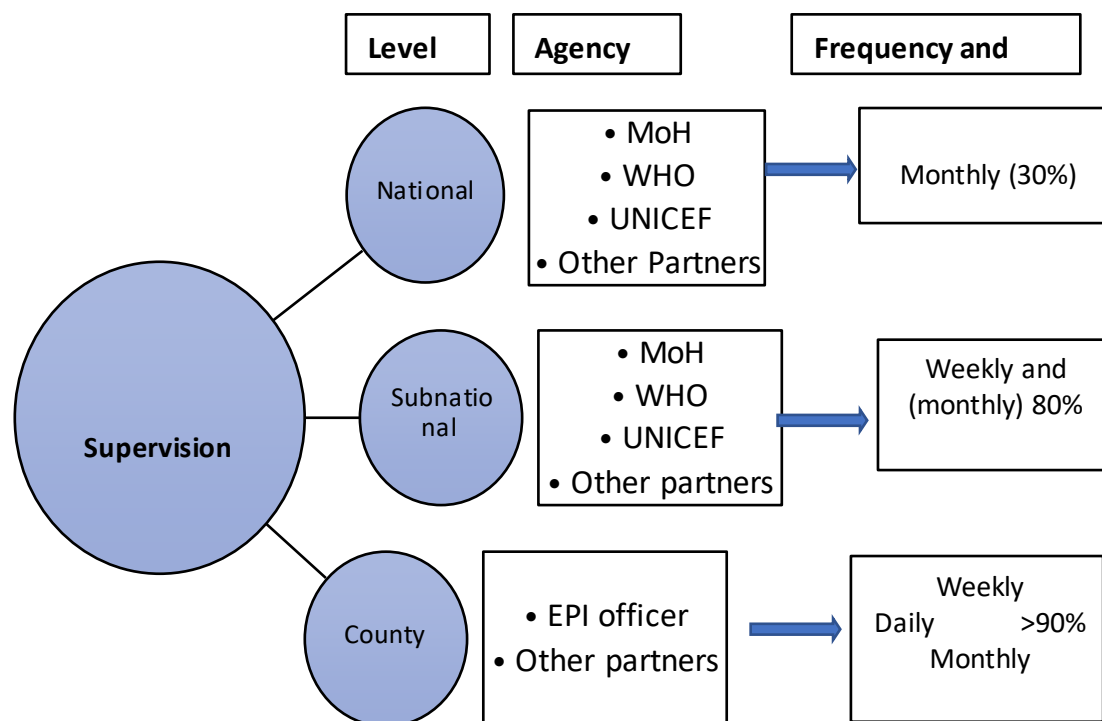 Level
Agency
Frequency and
National
• MoH
• WHO
• UNICEF
• Other Partners
Monthly (30%)
Supervision
Subnatio
nal
• MoH
• WHO
• UNICEF
• Other partners
Weekly and
(monthly) 80%
County
• EPI officer
• Other partners
Weekly
Daily >90%
Monthly